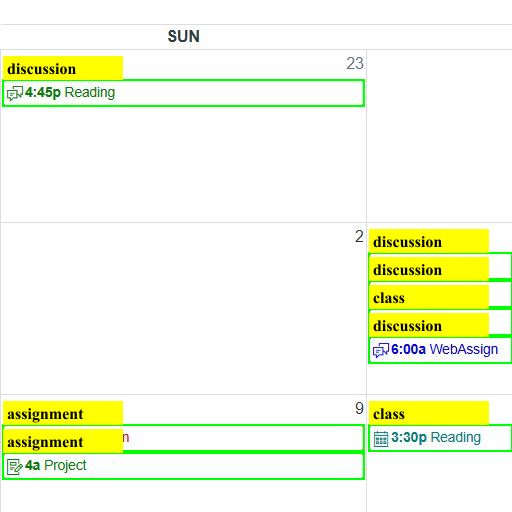 SUN
23
discussion
4:45p Reading
2
discussion
discussion
class
discussion
6:00a WebAssign
9
assignment
assignment
n
4a Project
class
3:30p Reading